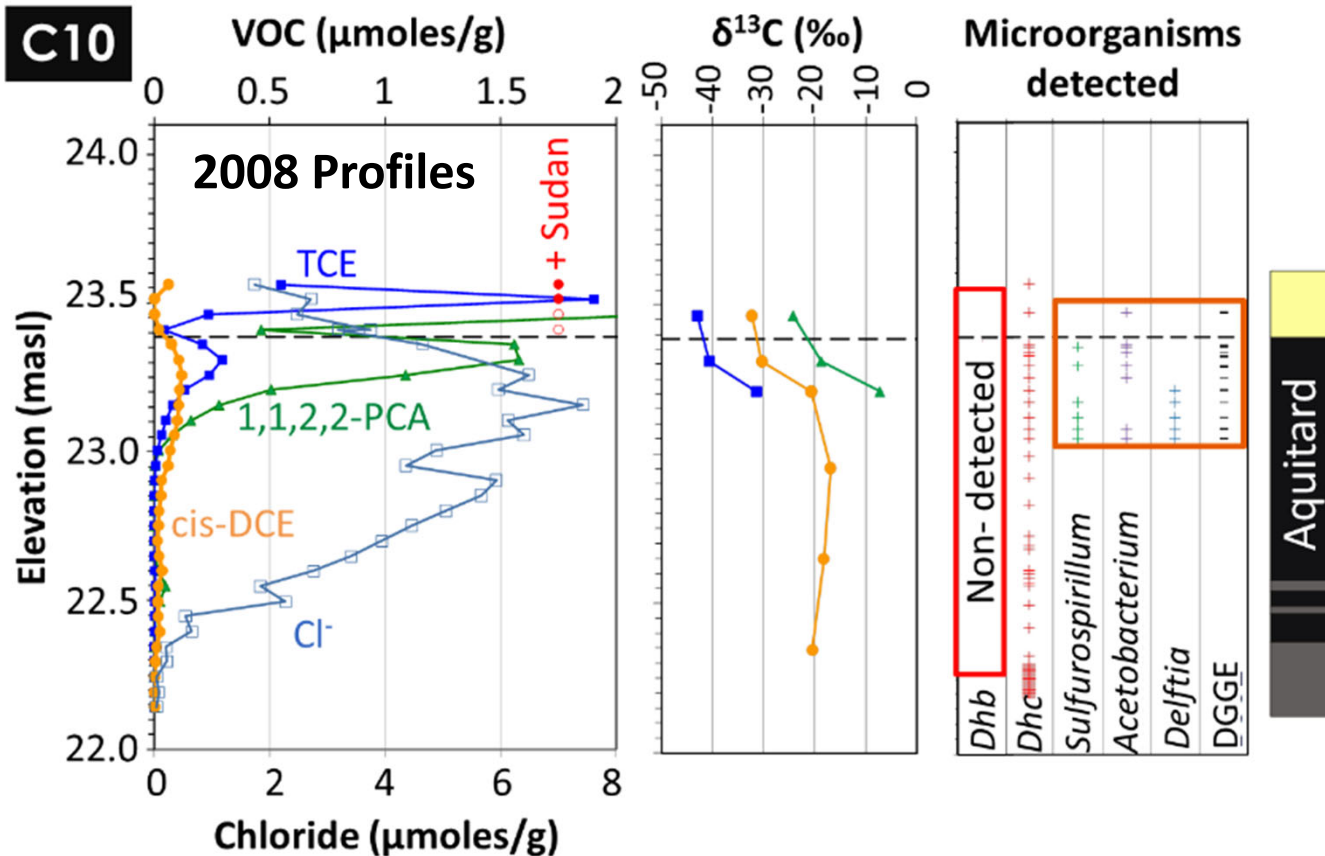 C10
VOC (μmoles/g)
δ¹³C (‰)
Microorganisms
detected
0 0.5 1 1.5 2
-50 -40 -30 -20 -10 0
24.0
2008 Profiles
+ Sudan
TCE
23.5
1,1,2,2-PCA
23.0
cis-DCE
22.5
Cl⁻
22.0
Elevation (masl)
0 2 4 6 8
Chloride (μmoles/g)
Non- detected
Dhb
Dhc
Sulfurospirillum
Acetobacterium
Delftia
DGGE
Aquitard